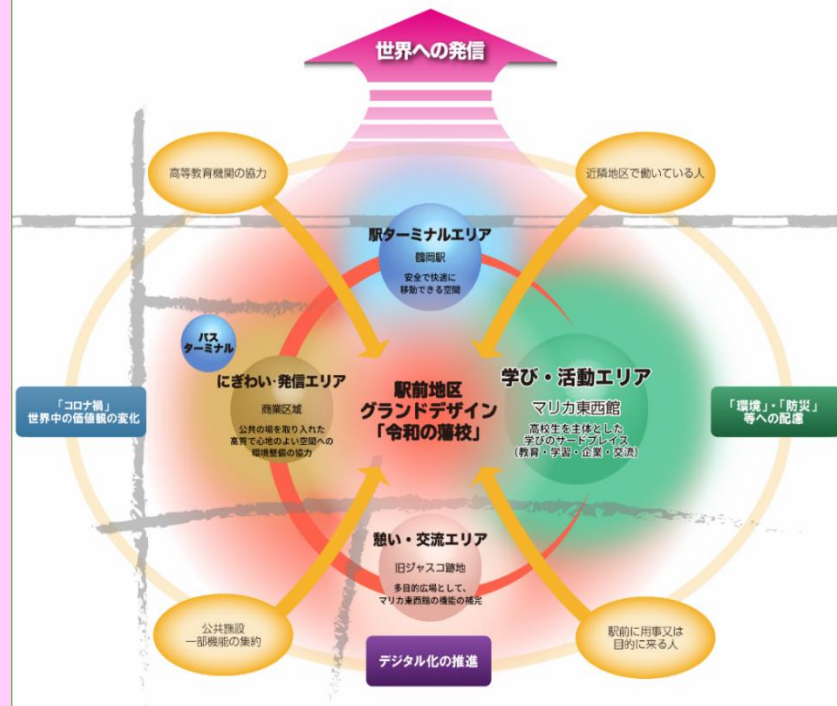 世界への発信
高等教育機関の協力
近隣地区で働いている人
駅ターミナルエリア
鶴岡駅
安全で快適に
移動できる空間
バス
ターミナル
にぎわい・発信エリア
商業区域
公共の場を取り入れた
高質で心地のよい空間への
環境整備の協力
駅前地区
グランドデザイン
「令和の藩校」
学び・活動エリア
マリカ東西館
高校生を主体とした
学びのサードプレイス
(教育・学習・企業・交流)
「コロナ禍」
世界中の価値観の変化
「環境」・「防災」
等への配慮
憩い・交流エリア
旧ジャスコ跡地
多目的広場として、
マリカ東西館の機能の補完
公共施設
一部機能の集約
デジタル化の推進
駅前に用事又は
目的に来る人